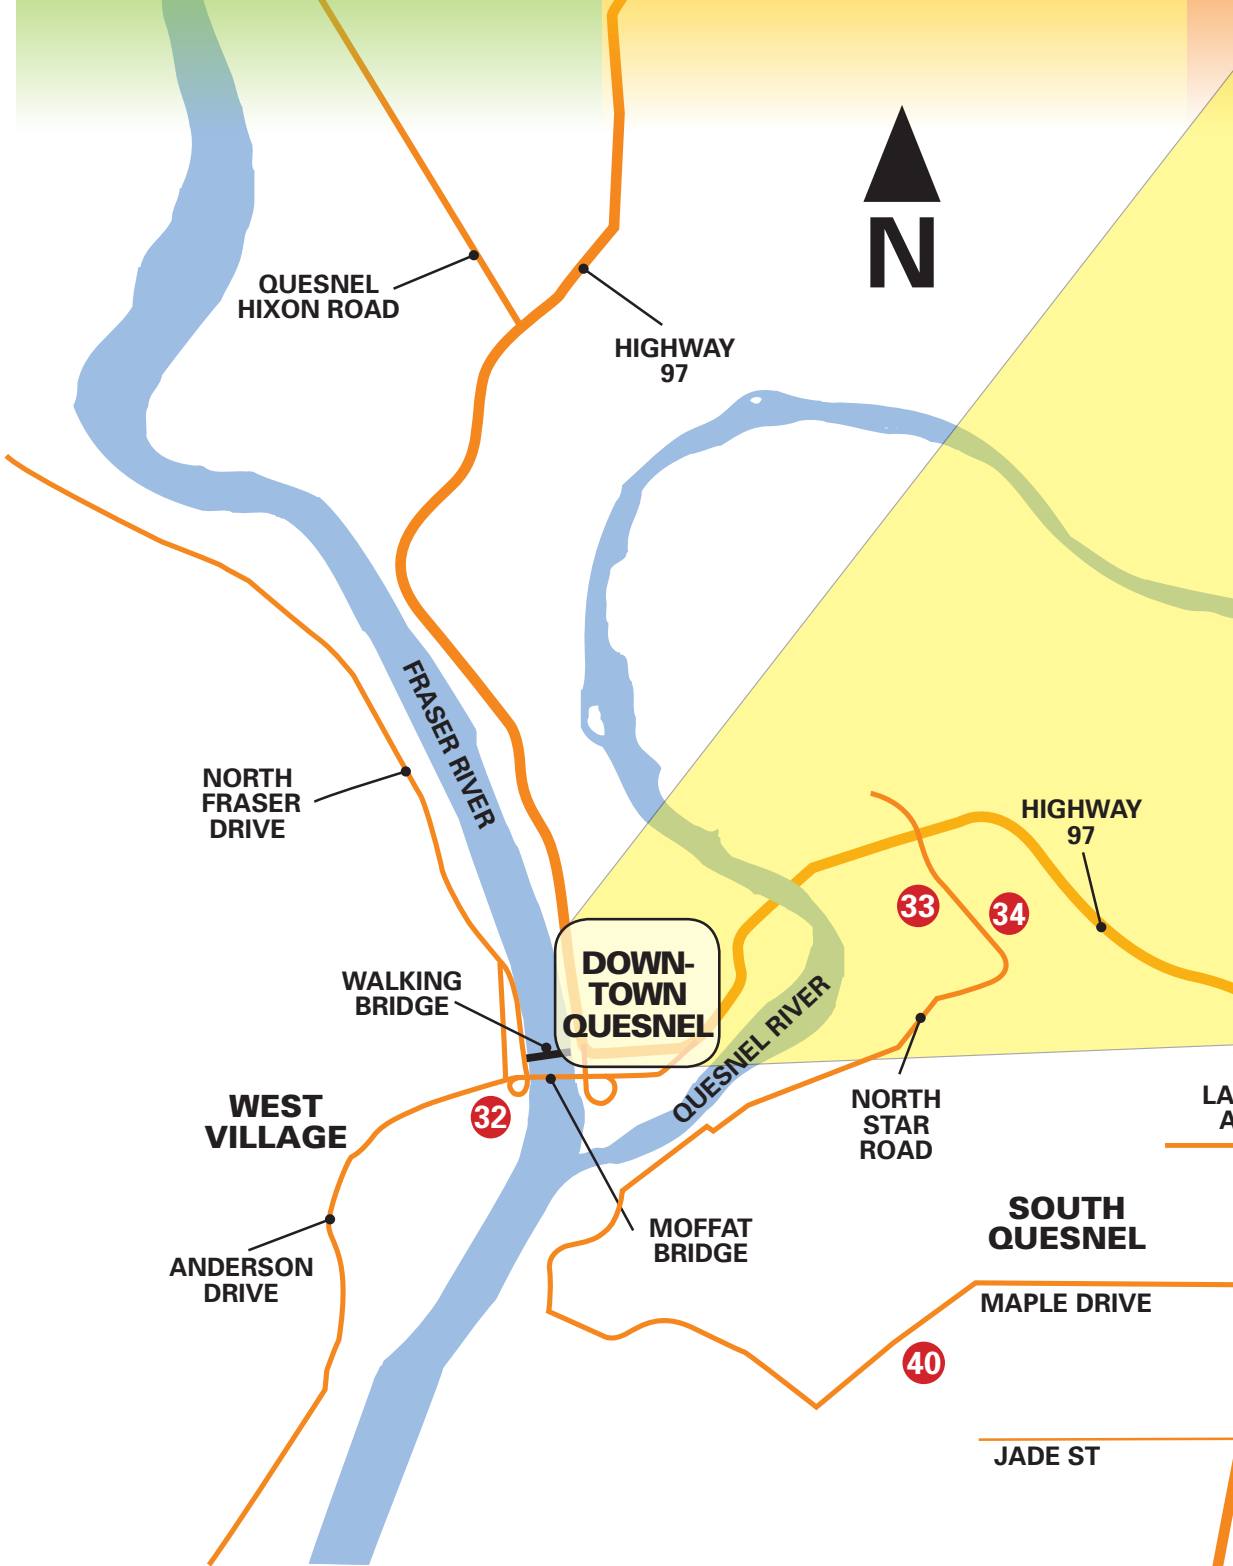 N
QUESNEL
HIXON ROAD
HIGHWAY
97
FRASER RIVER
NORTH
FRASER
DRIVE
HIGHWAY
97
33
34
DOWN-
TOWN
QUESNEL
WALKING
BRIDGE
QUESNEL RIVER
WEST
VILLAGE
32
NORTH
STAR
ROAD
LA
A
MOFFAT
BRIDGE
SOUTH
QUESNEL
ANDERSON
DRIVE
MAPLE DRIVE
40
JADE ST